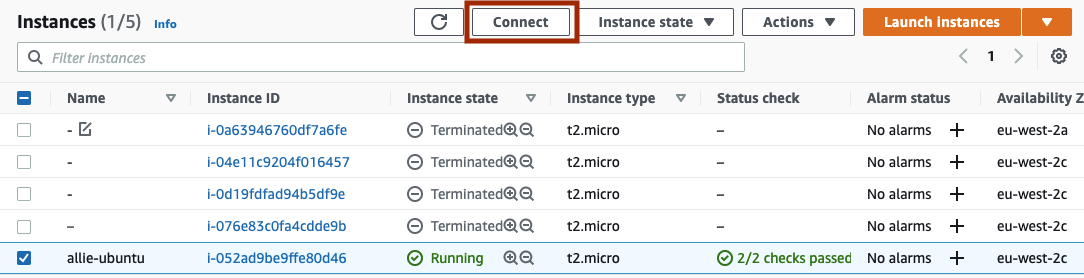 Instances (1/5) Info Connect Instance state Actions Launch instances
Filter instances 1
Name Instance ID Instance state Instance type Status check Alarm status Availability Z
- i-0a63946760df7a6fe Terminated t2.micro – No alarms eu-west-2a
- i-04e11c9204f016457 Terminated t2.micro – No alarms eu-west-2c
- i-0d19fdfad94b5df9e Terminated t2.micro – No alarms eu-west-2c
– i-076e83c0fa4cdde9b Terminated t2.micro – No alarms eu-west-2c
allie-ubuntu i-052ad9be9ffe80d46 Running 2/2 checks passed t2.micro No alarms eu-west-2c